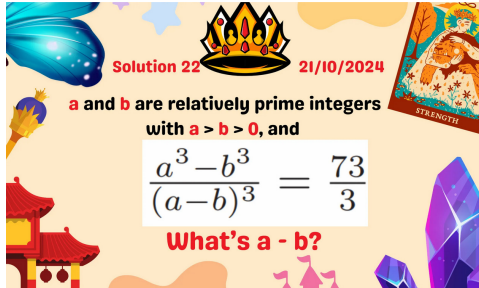 Solution 22 21/10/2024
a and b are relatively prime integers
with a > b > 0, and
a³ – b³ / (a–b)³ = 73 / 3
What's a - b?
STRENGTH